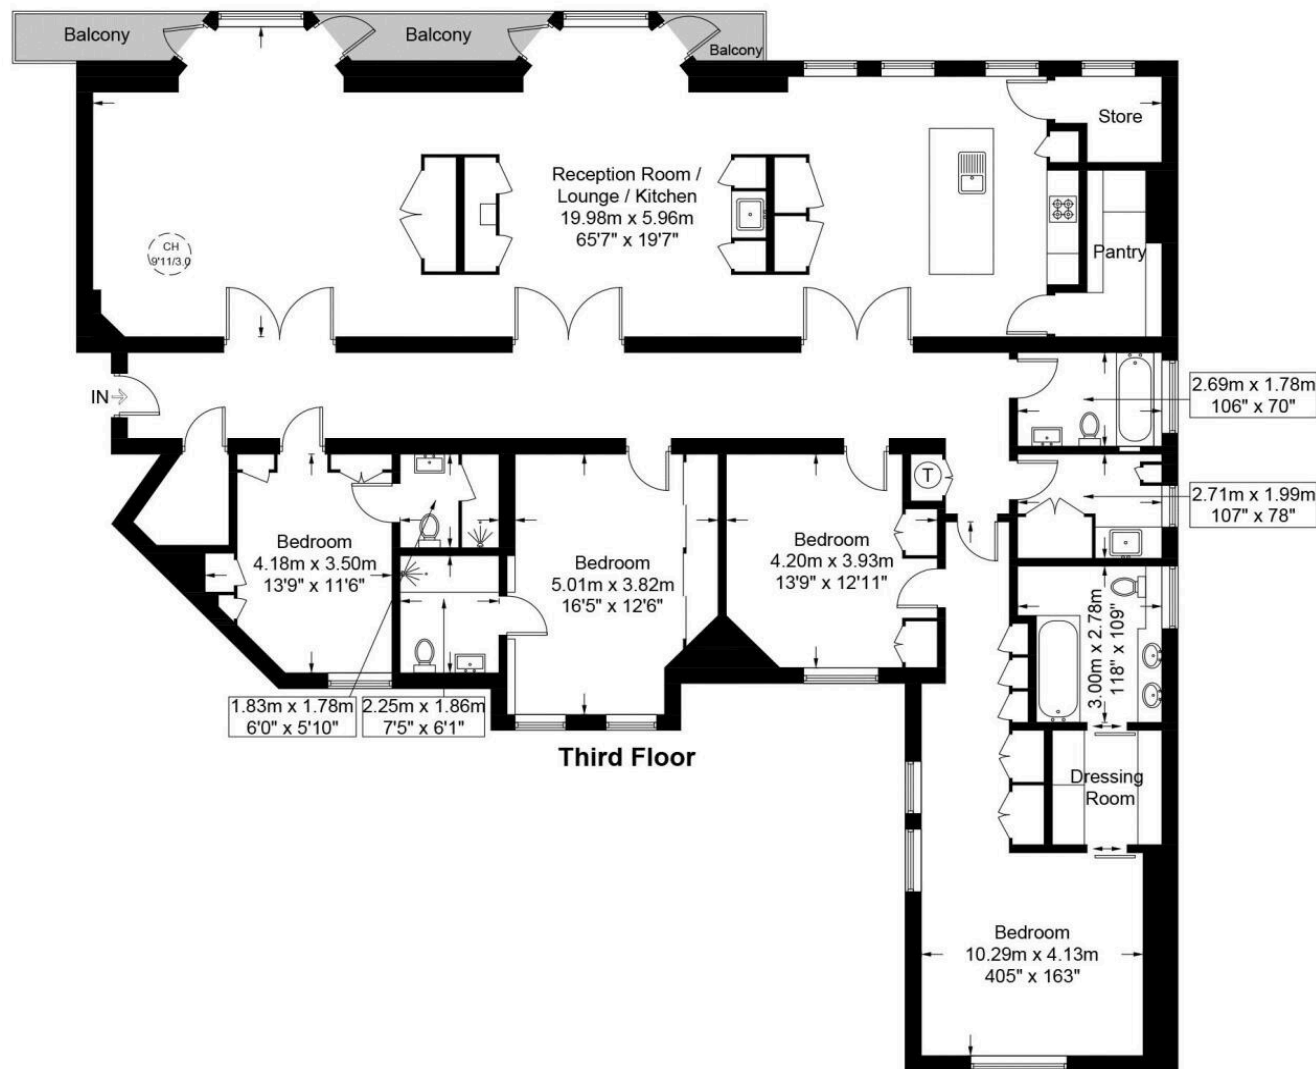 Balcony
Balcony
Balcony
Store
Reception Room /
Lounge / Kitchen
19.98m x 5.96m
65'7" x 19'7"
CH
9'11/3.0
Pantry
IN
2.69m x 1.78m
106" x 70"
T
2.71m x 1.99m
107" x 78"
Bedroom
4.18m x 3.50m
13'9" x 11'6"
Bedroom
5.01m x 3.82m
16'5" x 12'6"
Bedroom
4.20m x 3.93m
13'9" x 12'11"
3.00m x 2.78m
118" x 109"
1.83m x 1.78m
6'0" x 5'10"
2.25m x 1.86m
7'5" x 6'1"
Third Floor
Dressing
Room
Bedroom
10.29m x 4.13m
405" x 163"